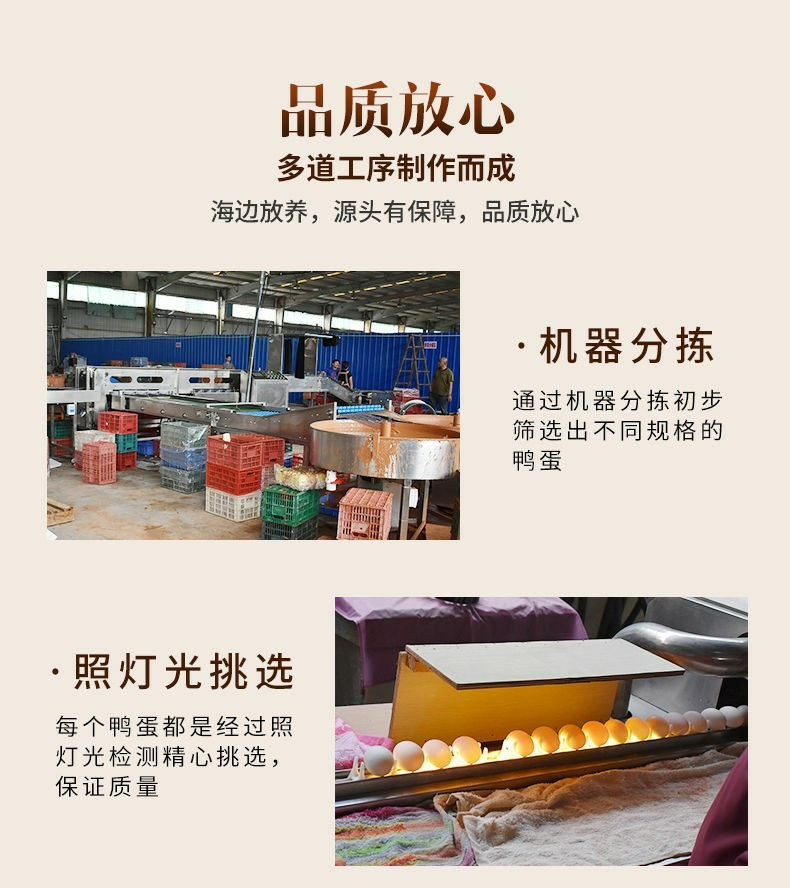 品质放心
多道工序制作而成
海边放养，源头有保障，品质放心
·机器分拣
通过机器分拣初步
筛选出不同规格的
鸭蛋
·照灯光挑选
每个鸭蛋都是经过照
灯光检测精心挑选，
保证质量